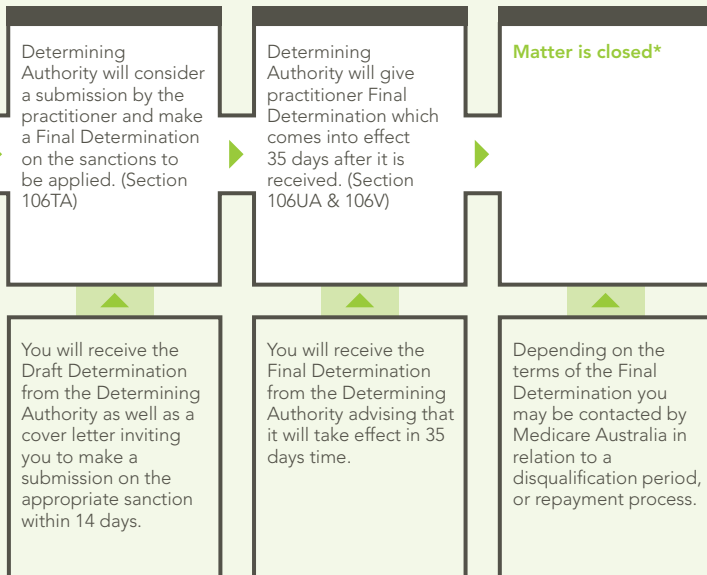 Determining
Authority will consider
a submission by the
practitioner and make
a Final Determination
on the sanctions to
be applied. (Section
106TA)
Determining
Authority will give
practitioner Final
Determination which
comes into effect
35 days after it is
received. (Section
106UA & 106V)
Matter is closed*
You will receive the
Draft Determination
from the Determining
Authority as well as a
cover letter inviting
you to make a
submission on the
appropriate sanction
within 14 days.
You will receive the
Final Determination
from the Determining
Authority advising that
it will take effect in 35
days time.
Depending on the
terms of the Final
Determination you
may be contacted by
Medicare Australia in
relation to a
disqualification period,
or repayment process.